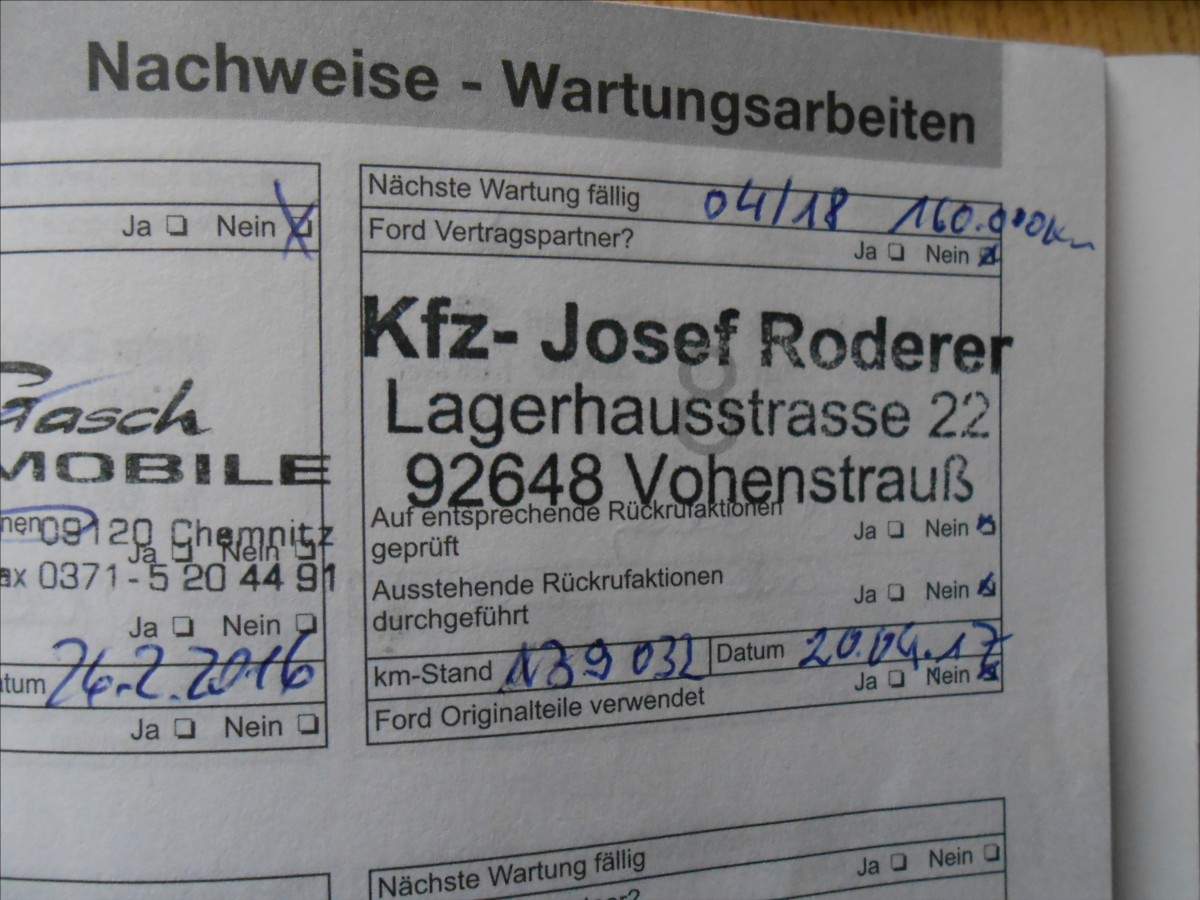 Nachweise - Wartungsarbeiten
Ja Nein
Gasch
MOBILE
09120 Chemnitz
Ja Nein
ax 0371-5 20 44 91
Ja Nein
tum 26.2.2016
Ja Nein
Nächste Wartung fällig 04/18 160.000km
Ford Vertragspartner? Ja Nein
Kfz- Josef Roderer
Lagerhausstrasse 22
92648 Vohenstrauß
Auf entsprechende Rückrufaktionen
geprüft Ja Nein
Ausstehende Rückrufaktionen
durchgeführt Ja Nein
km-Stand 139 032 Datum 20.04.17
Ford Originalteile verwendet Ja Nein
Nächste Wartung fällig
Ja Nein